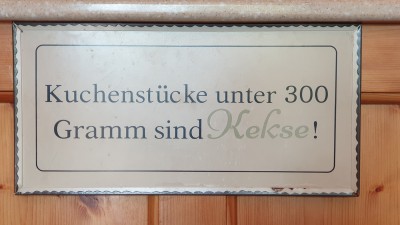 Kuchenstücke unter 300
Gramm sind Kekse!